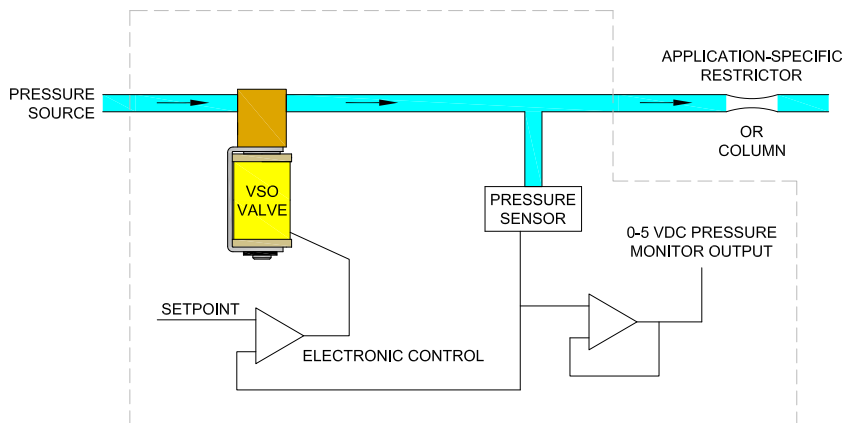 PRESSURE
SOURCE
APPLICATION-SPECIFIC
RESTRICTOR
OR
COLUMN
VSO
VALVE
PRESSURE
SENSOR
0-5 VDC PRESSURE
MONITOR OUTPUT
SETPOINT
ELECTRONIC CONTROL